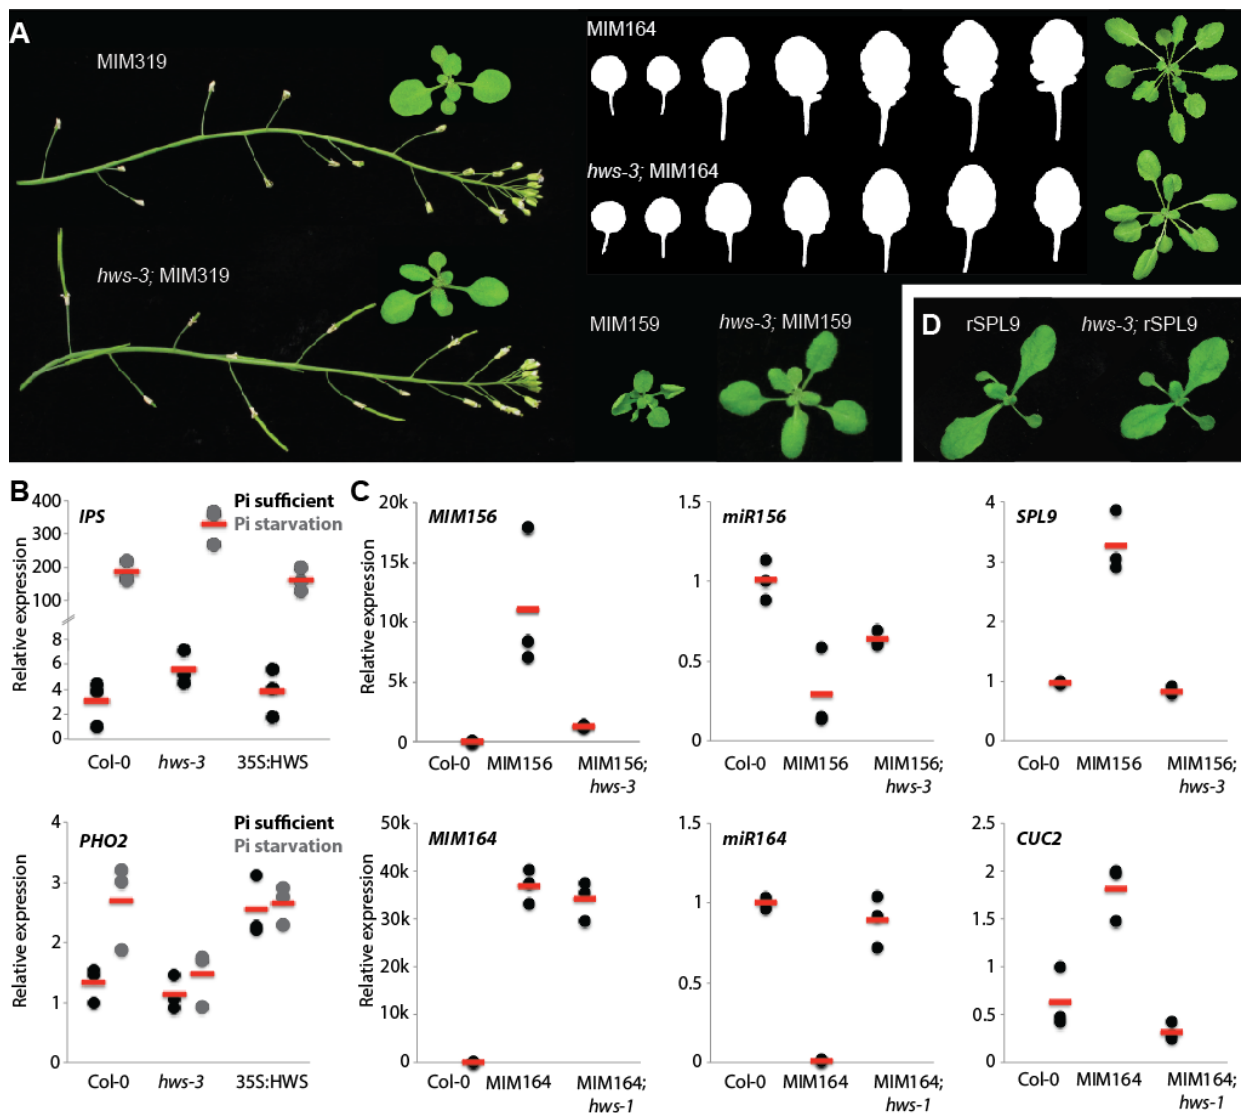 A
MIM319
hws-3; MIM319
MIM164
hws-3; MIM164
MIM159
hws-3; MIM159
D
rSPL9
hws-3; rSPL9
B
IPS
Pi sufficient
Pi starvation
Relative expression
400
300
200
100
8
6
4
2
0
Col-0
hws-3
35S:HWS
C
MIM156
Relative expression
20k
15k
10k
5k
0
Col-0
MIM156
MIM156;
hws-3
miR156
1.5
1
0.5
0
Col-0
MIM156
MIM156;
hws-3
SPL9
4
3
2
1
0
Col-0
MIM156
MIM156;
hws-3
PHO2
Pi sufficient
Pi starvation
Relative expression
4
3
2
1
0
Col-0
hws-3
35S:HWS
MIM164
Relative expression
50k
40k
30k
20k
10k
0
Col-0
MIM164
MIM164;
hws-1
miR164
1.5
1
0.5
0
Col-0
MIM164
MIM164;
hws-1
CUC2
2.5
2
1.5
1
0.5
0
Col-0
MIM164
MIM164;
hws-1